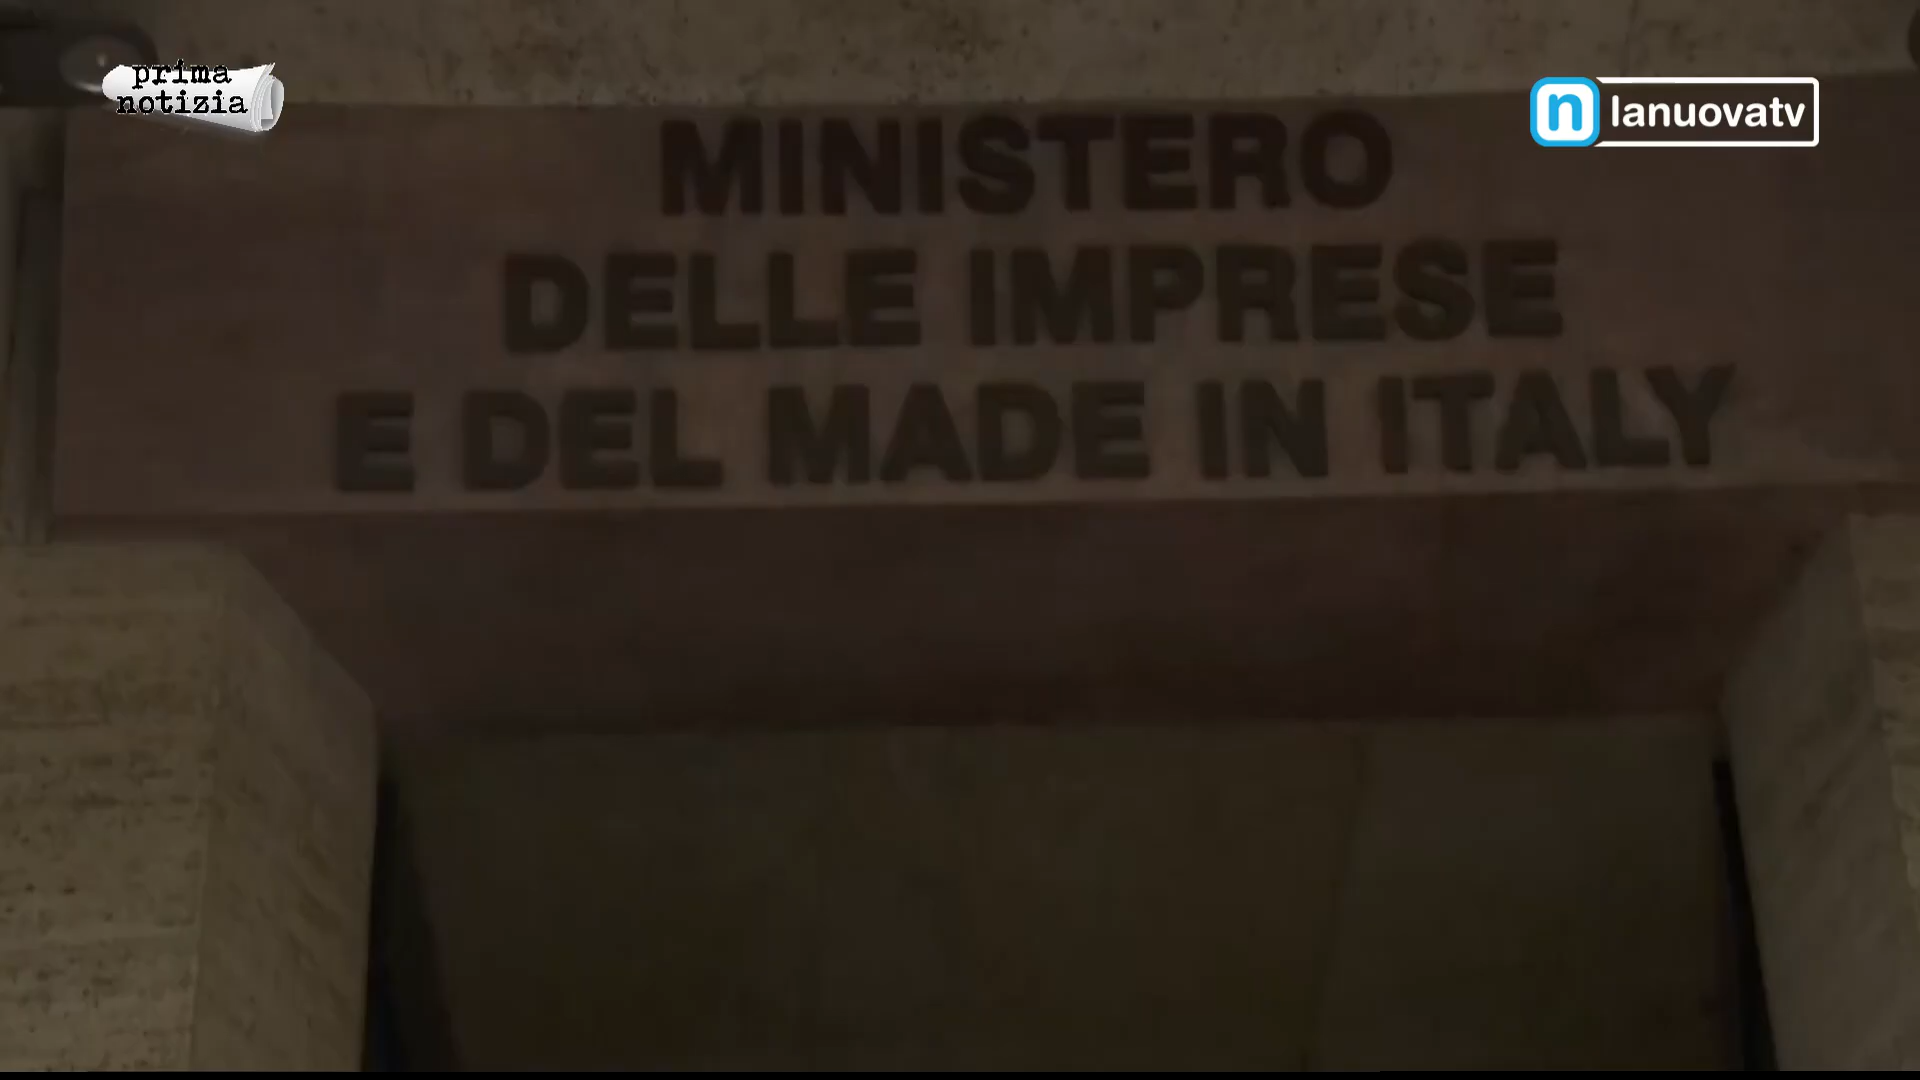 prima
notizia
n lanuovatv
MINISTERO
DELLE IMPRESE
E DEL MADE IN ITALY